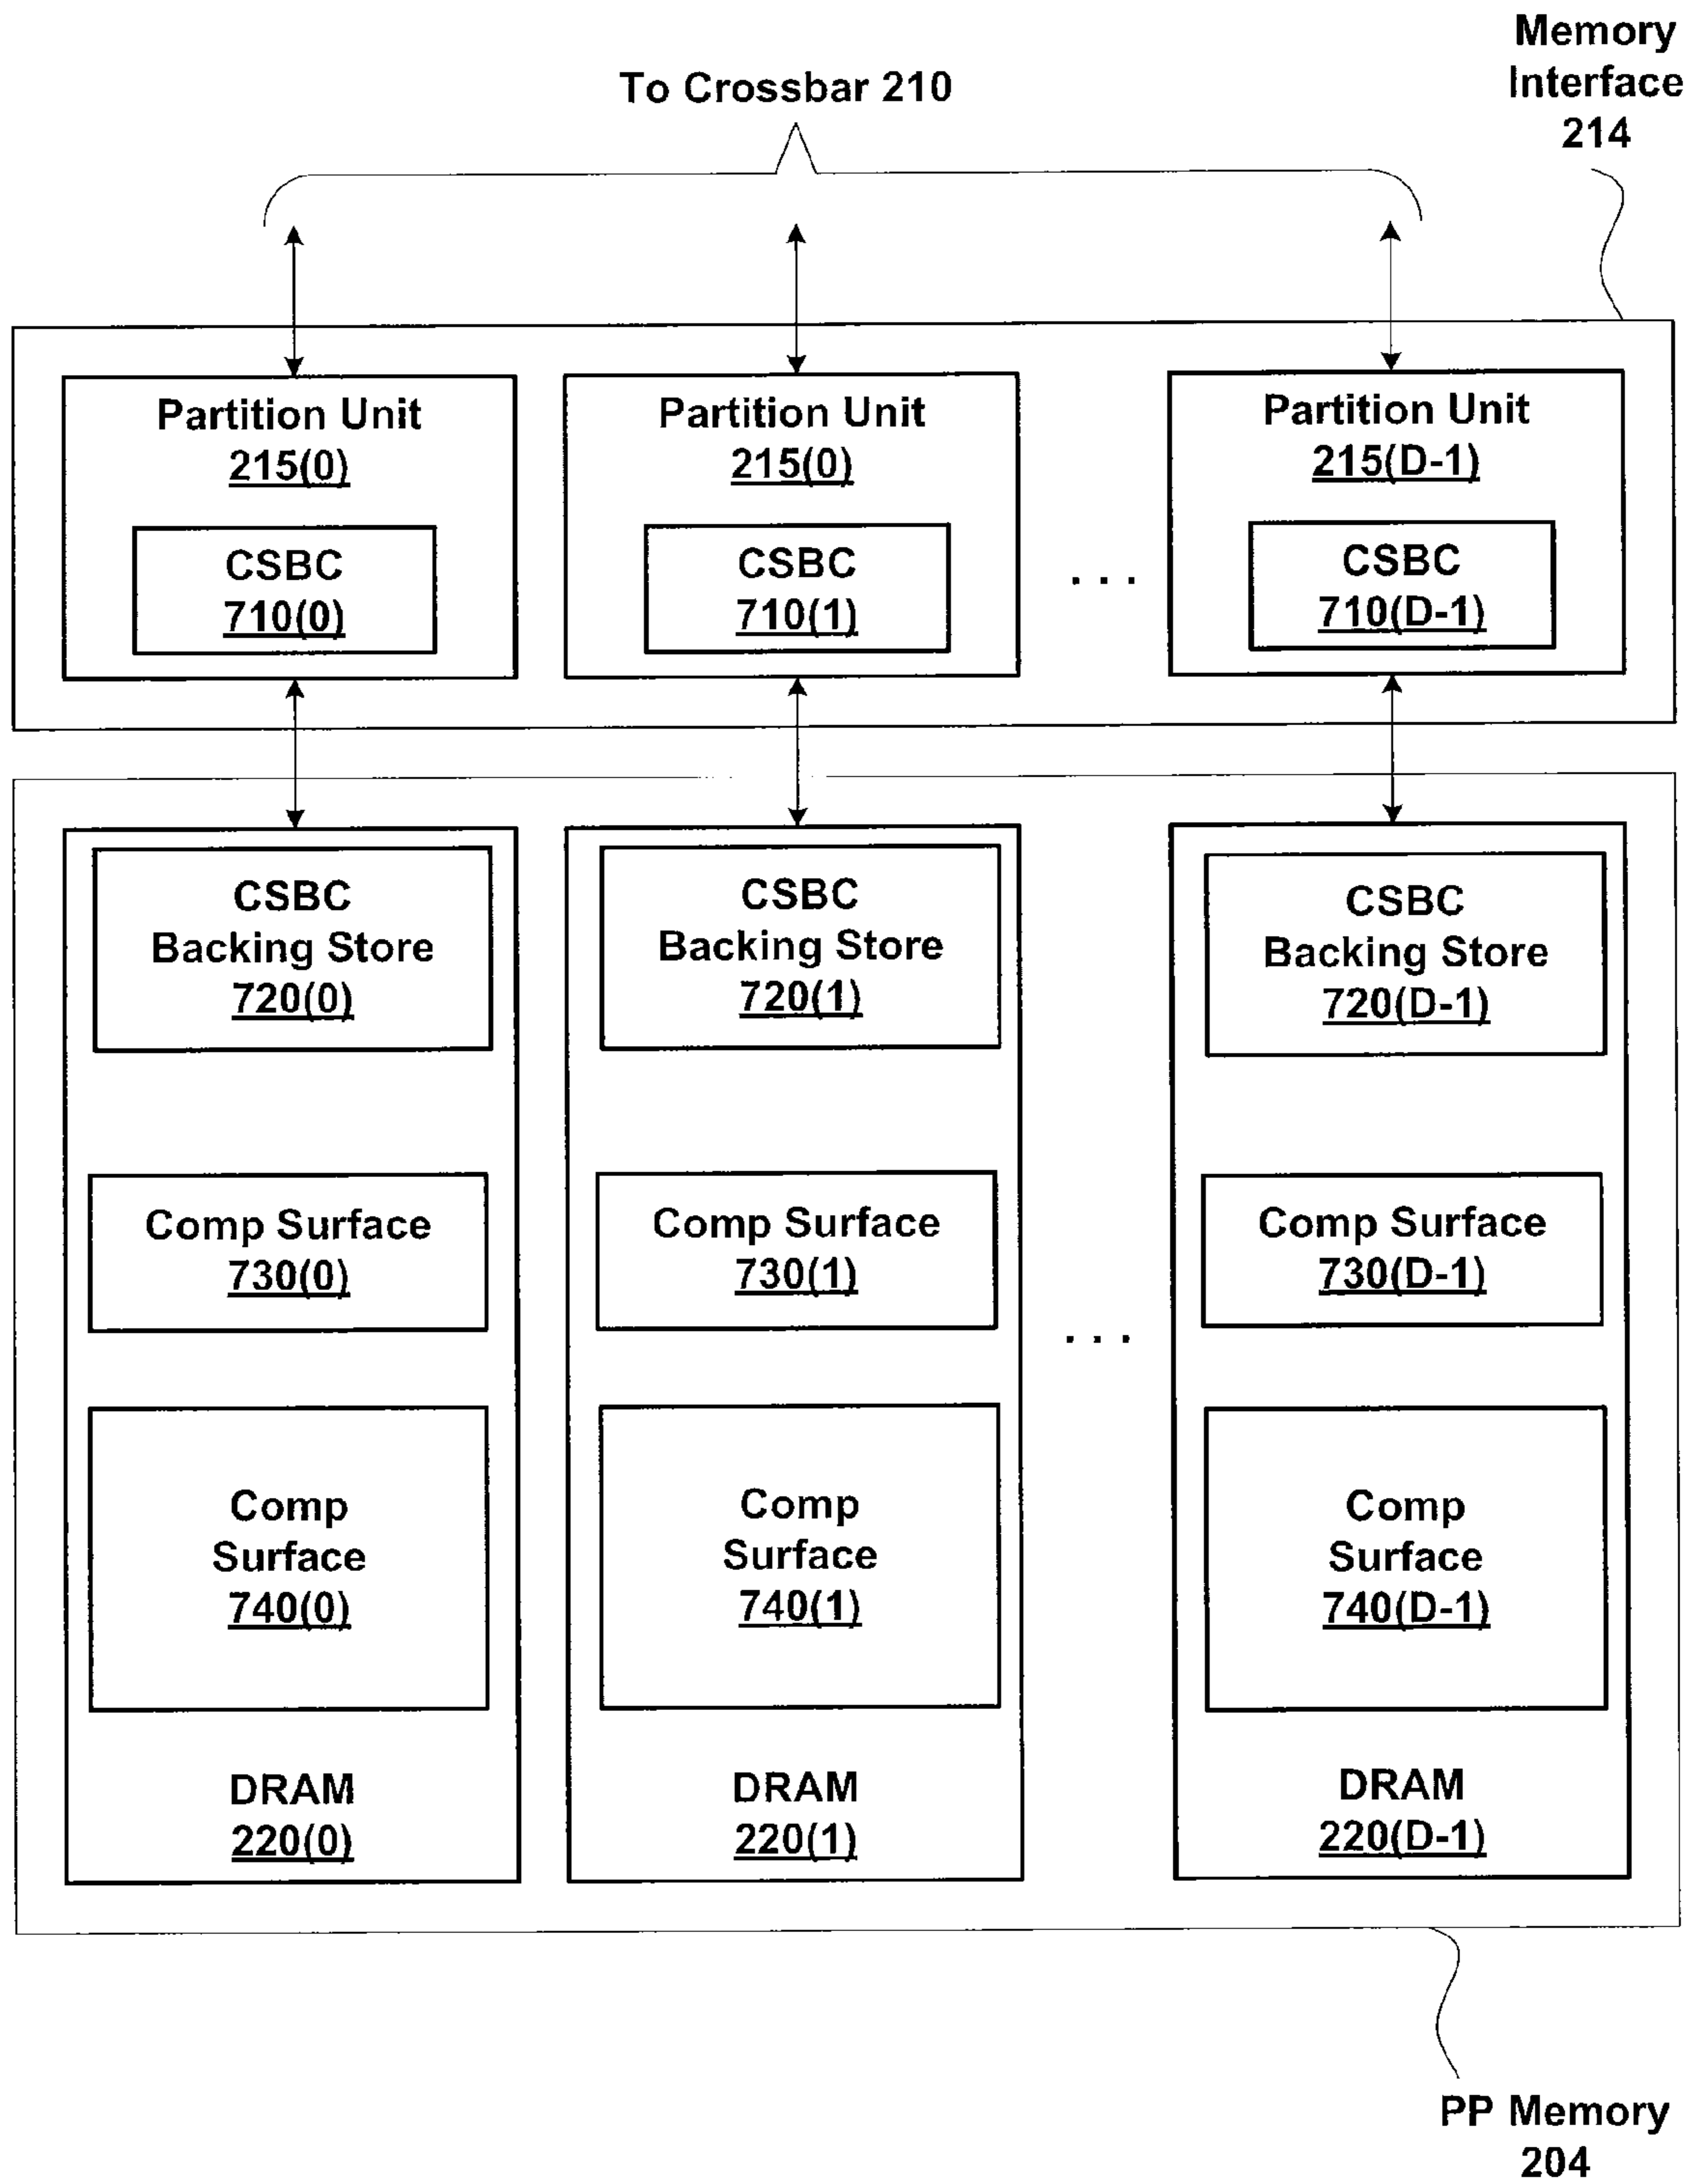 Memory
Interface
214
To Crossbar 210
Partition Unit
215(0)
CSBC
710(0)
Partition Unit
215(0)
CSBC
710(1)
. . .
Partition Unit
215(D-1)
CSBC
710(D-1)
CSBC
Backing Store
720(0)
Comp Surface
730(0)
Comp
Surface
740(0)
DRAM
220(0)
CSBC
Backing Store
720(1)
Comp Surface
730(1)
Comp
Surface
740(1)
DRAM
220(1)
. . .
CSBC
Backing Store
720(D-1)
Comp Surface
730(D-1)
Comp
Surface
740(D-1)
DRAM
220(D-1)
PP Memory
204